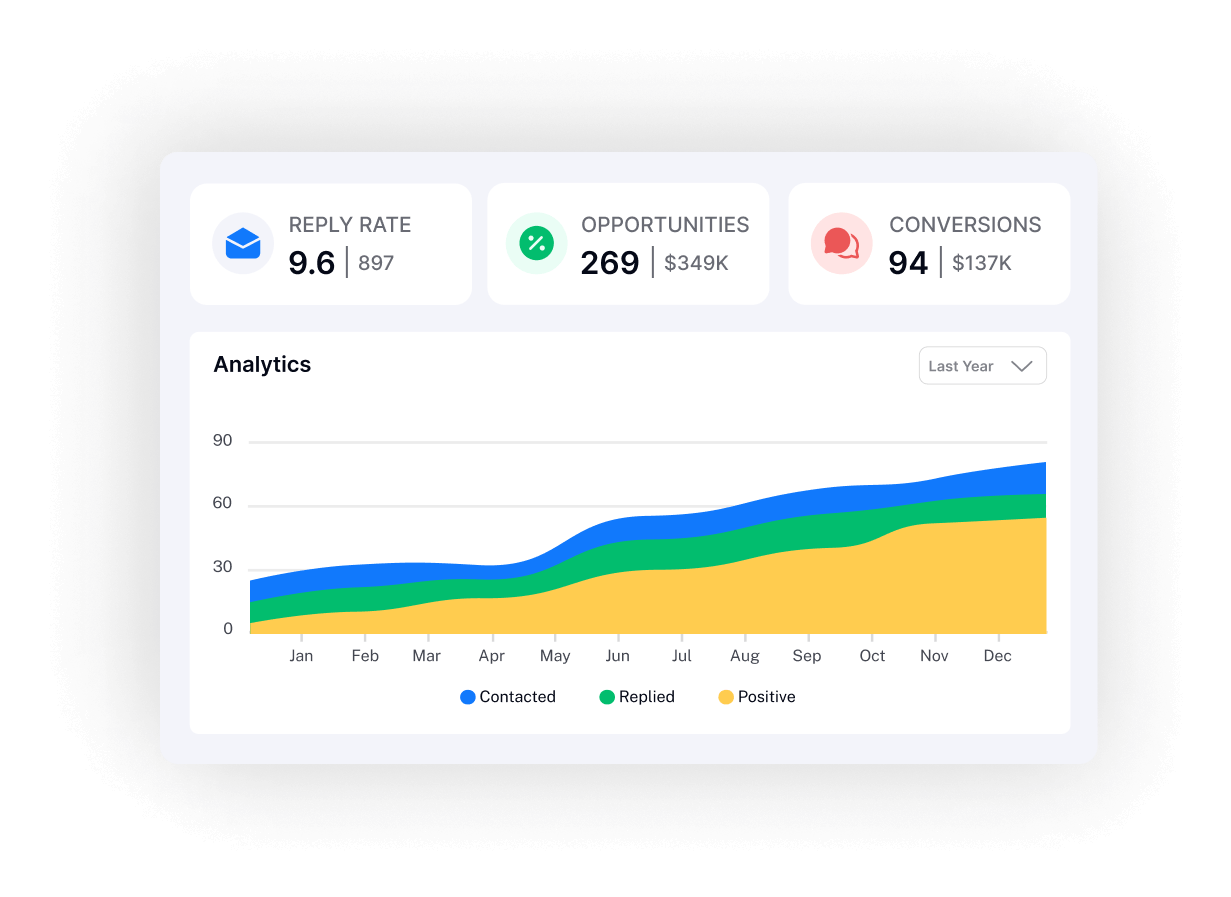 REPLY RATE
9.6 | 897
OPPORTUNITIES
269 | $349K
CONVERSIONS
94 | $137K
Analytics
Last Year
90
60
30
0
Jan Feb Mar Apr May Jun Jul Aug Sep Oct Nov Dec
Contacted Replied Positive